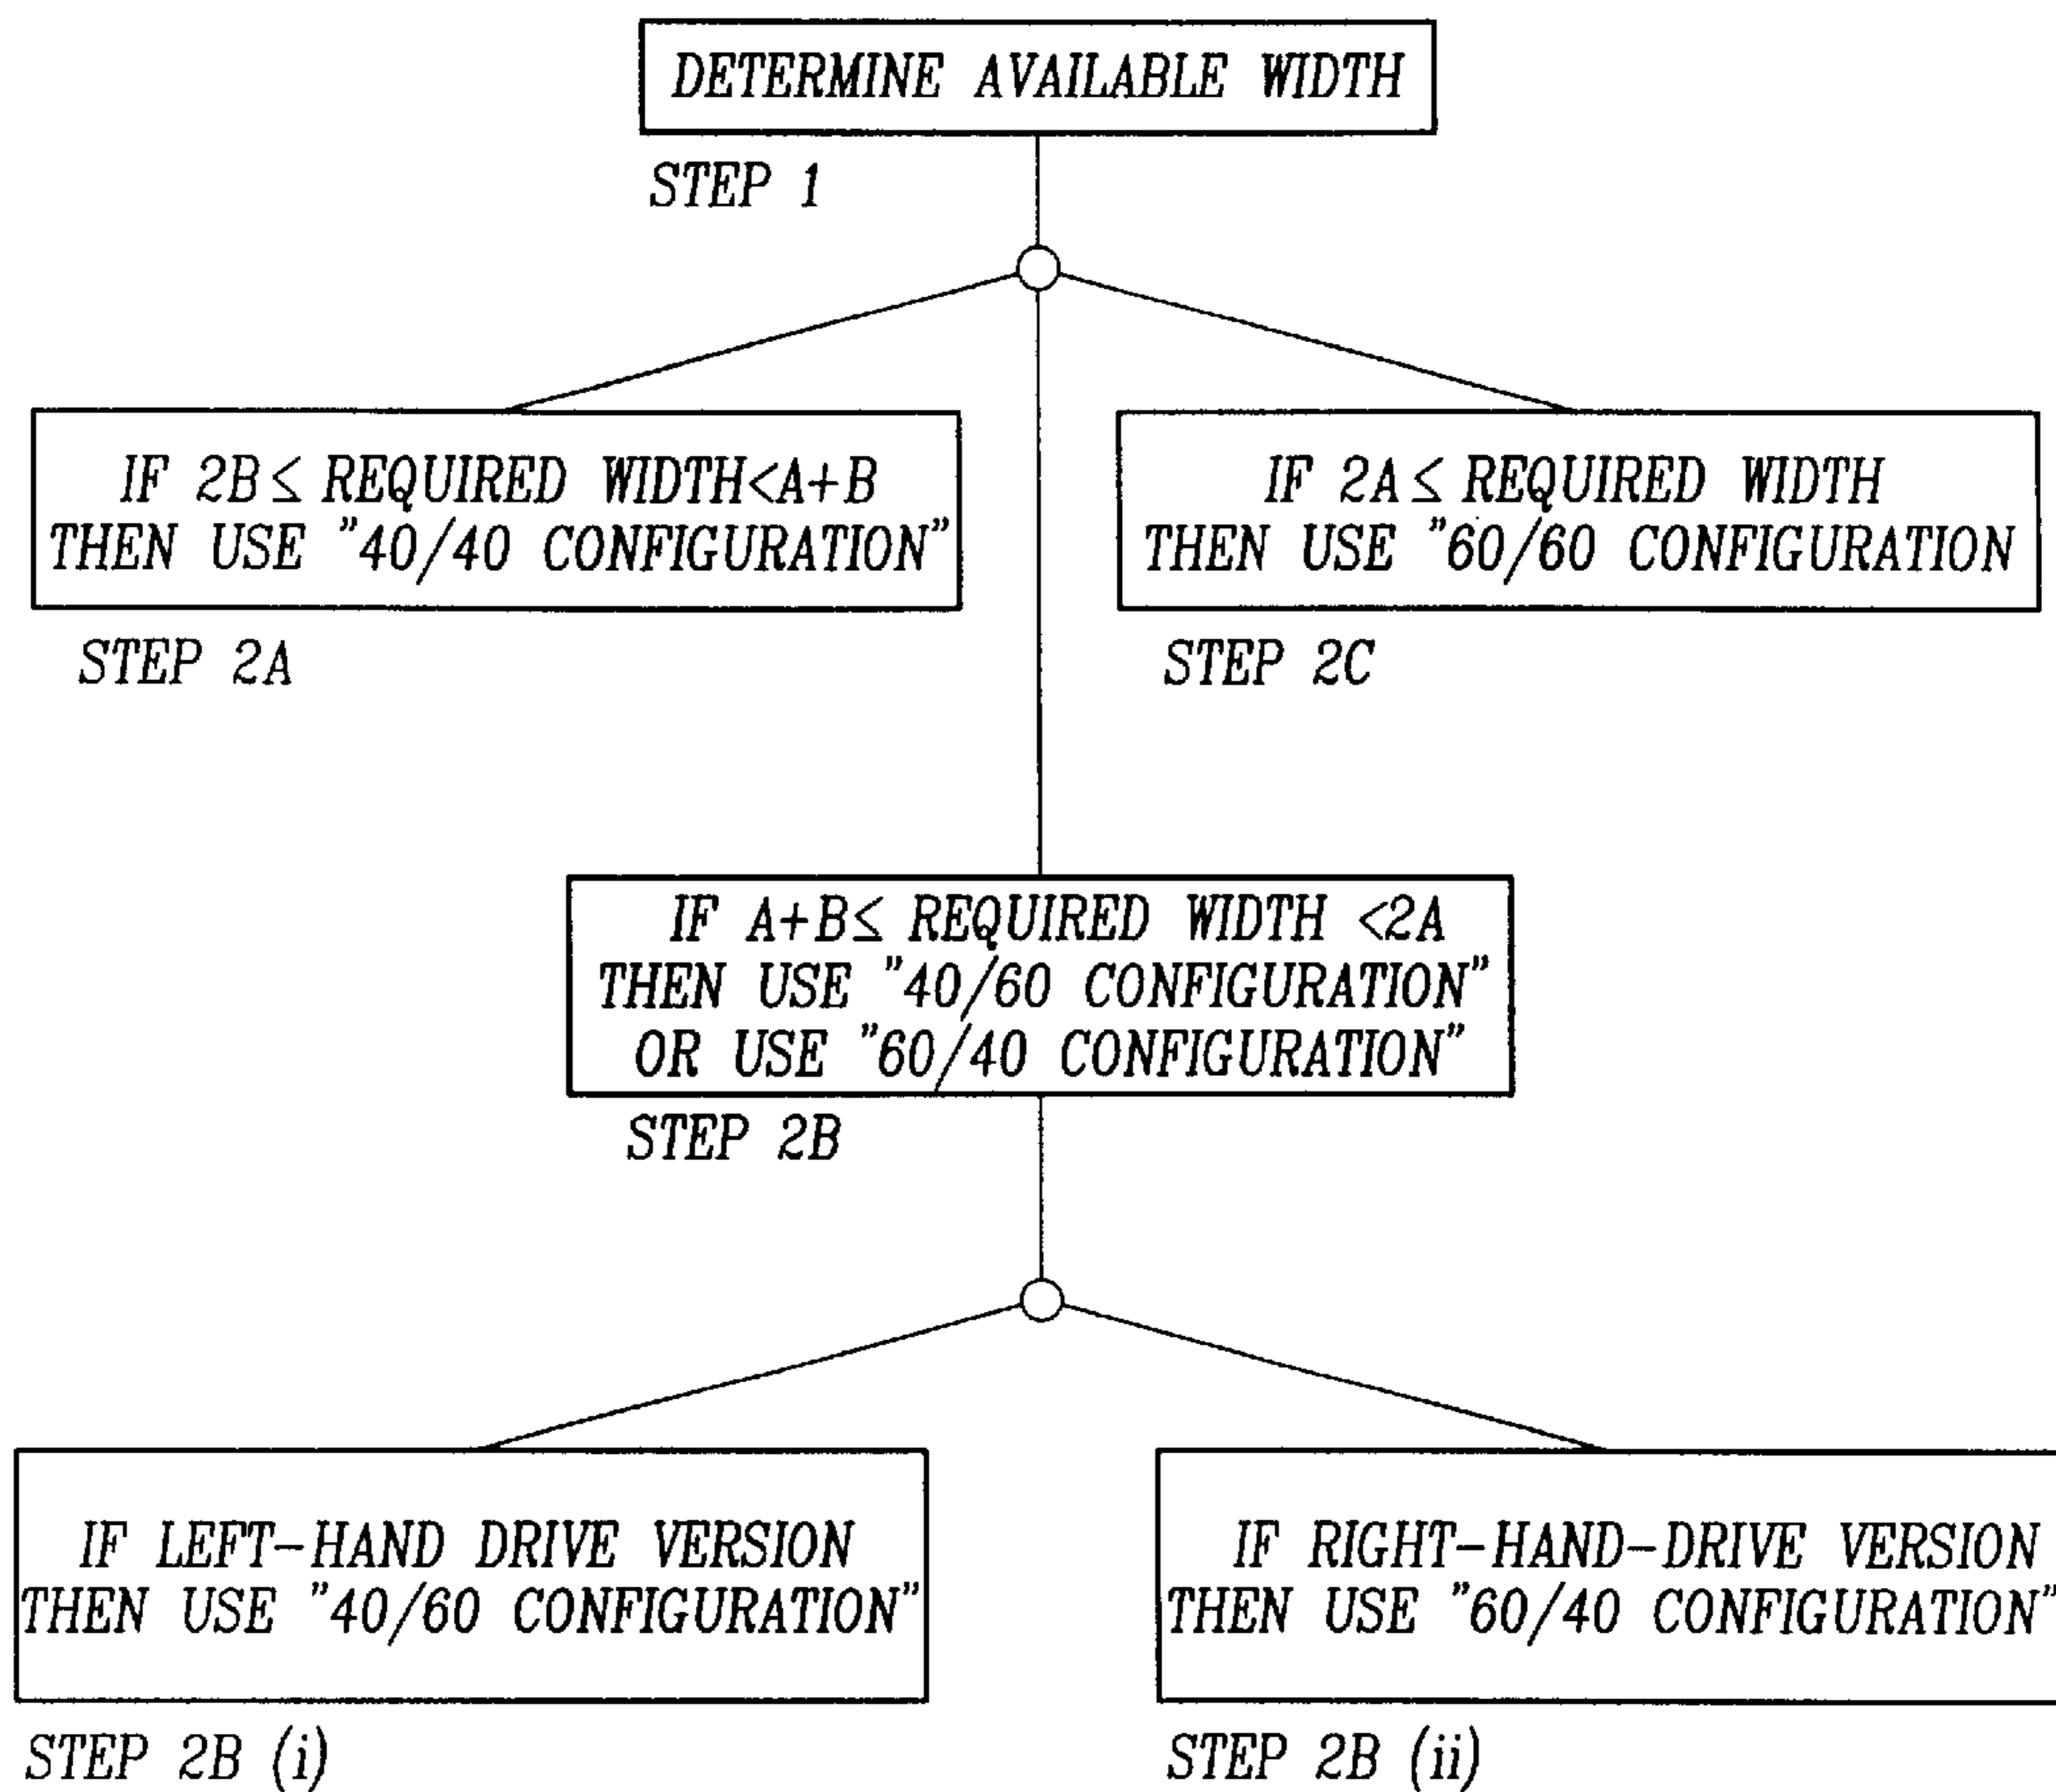 DETERMINE AVAILABLE WIDTH
STEP 1
IF 2B≤ REQUIRED WIDTH<A+B
THEN USE "40/40 CONFIGURATION"
STEP 2A
IF 2A≤ REQUIRED WIDTH
THEN USE "60/60 CONFIGURATION
STEP 2C
IF A+B≤ REQUIRED WIDTH <2A
THEN USE "40/60 CONFIGURATION"
OR USE "60/40 CONFIGURATION"
STEP 2B
IF LEFT-HAND DRIVE VERSION
THEN USE "40/60 CONFIGURATION"
STEP 2B (i)
IF RIGHT-HAND-DRIVE VERSION
THEN USE "60/40 CONFIGURATION"
STEP 2B (ii)